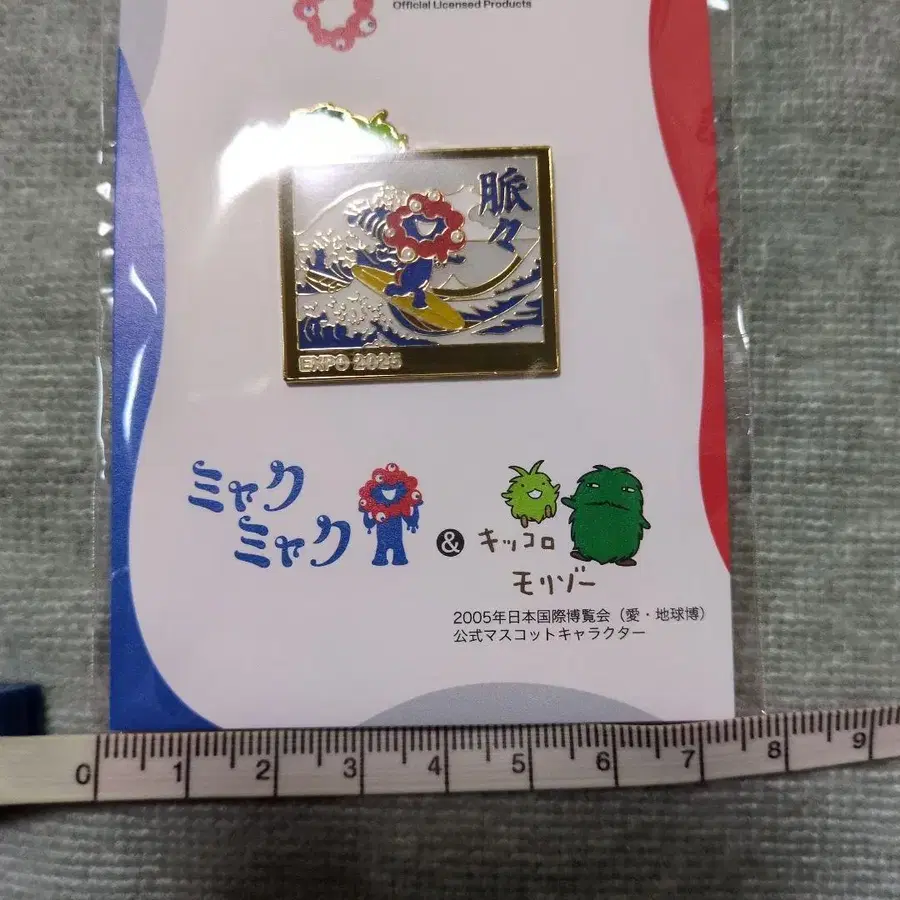 Official Licensed Products
脈々
EXPO 2025
ミャク
ミャク
&
キッコロ
モリゾー
2005年日本国際博覧会（愛・地球博）
公式マスコットキャラクター
0 1 2 3 4 5 6 7 8 9